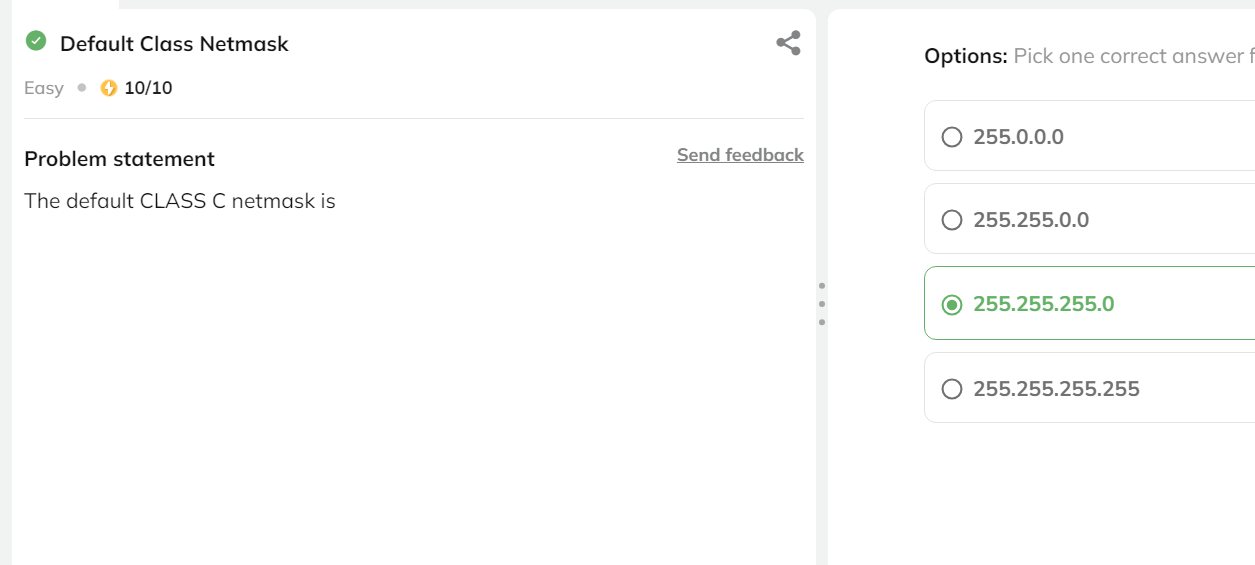 Default Class Netmask
Easy 10/10
Problem statement
Send feedback
The default CLASS C netmask is
Options: Pick one correct answer f
255.0.0.0
255.255.0.0
255.255.255.0
255.255.255.255